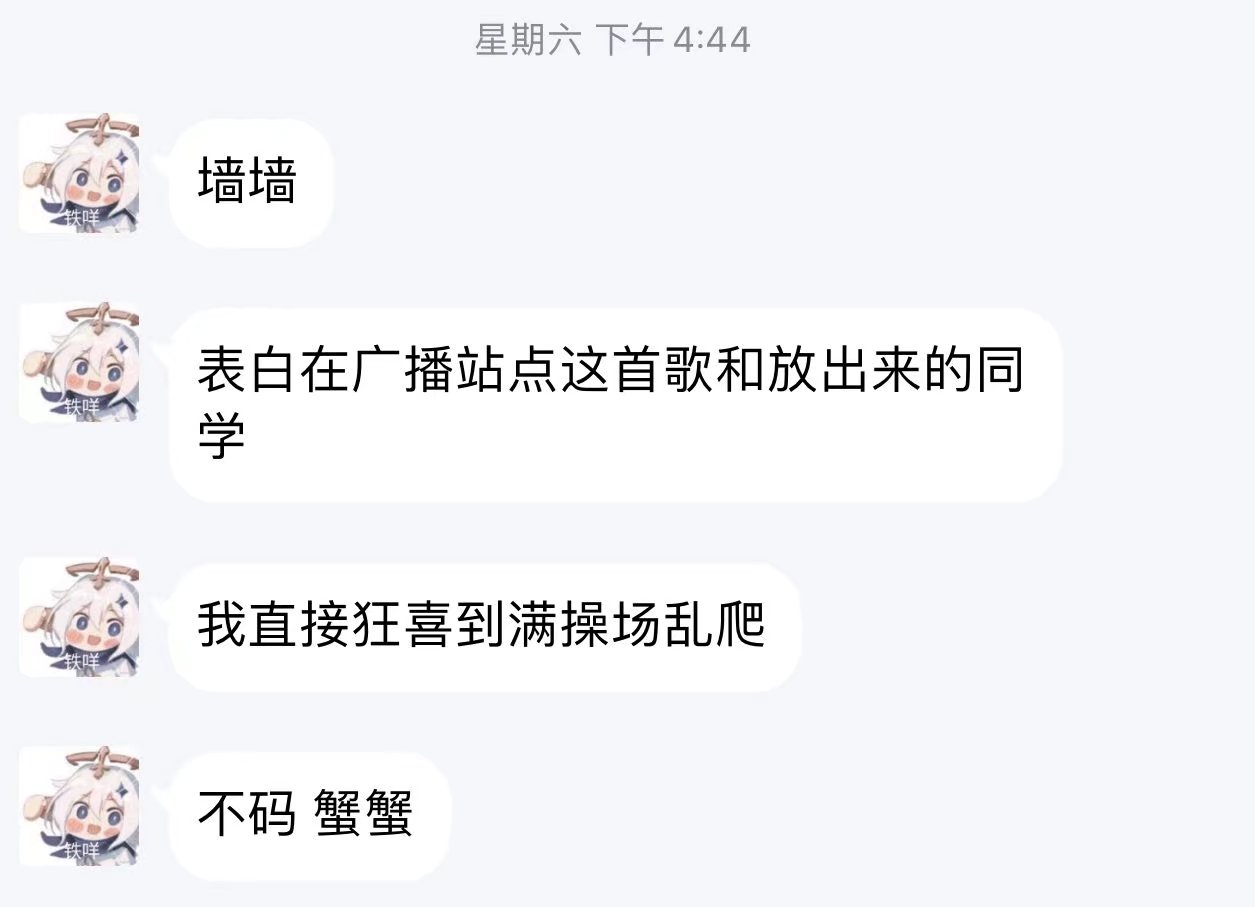 星期六 下午 4:44
铁咩
墙墙
铁咩
表白在广播站点这首歌和放出来的同
学
铁咩
我直接狂喜到满操场乱爬
铁咩
不码 蟹蟹